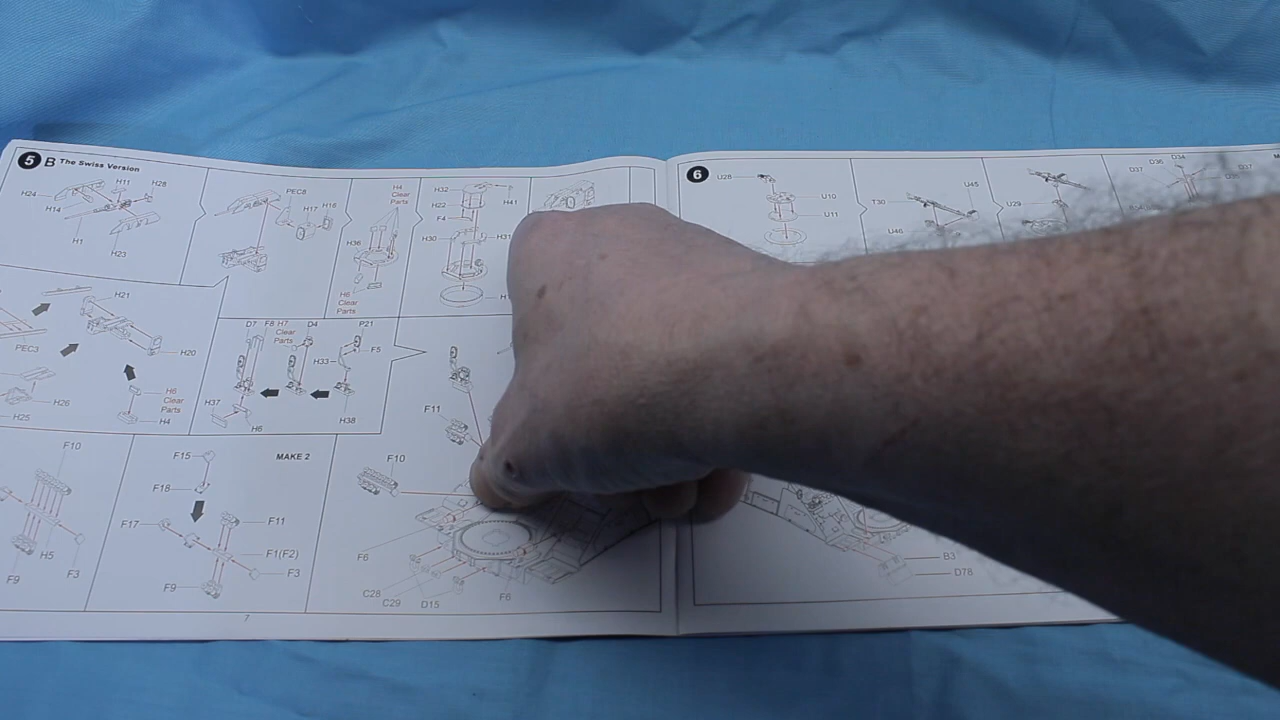 5 B The Swiss Version
H24
H11
H28
H14
H1
H23
PEC8
H17
H16
H4
Clear
Parts
H36
H6
Clear
Parts
H32
H22
H41
F4
H30
PEC3
H21
H20
H26
H25
H6
Clear
Parts
H4
D7
F8
H7
Clear
Parts
D4
P21
F5
H33
H37
H6
H38
F11
F10
F10
H5
F9
F3
F15
MAKE 2
F18
F17
F11
F1(F2)
F3
F9
F6
C28
C29
D15
F6
7
6
U28
U10
U11
T30
U45
U46
U29
D36
D34
D37
D37
B3
D78